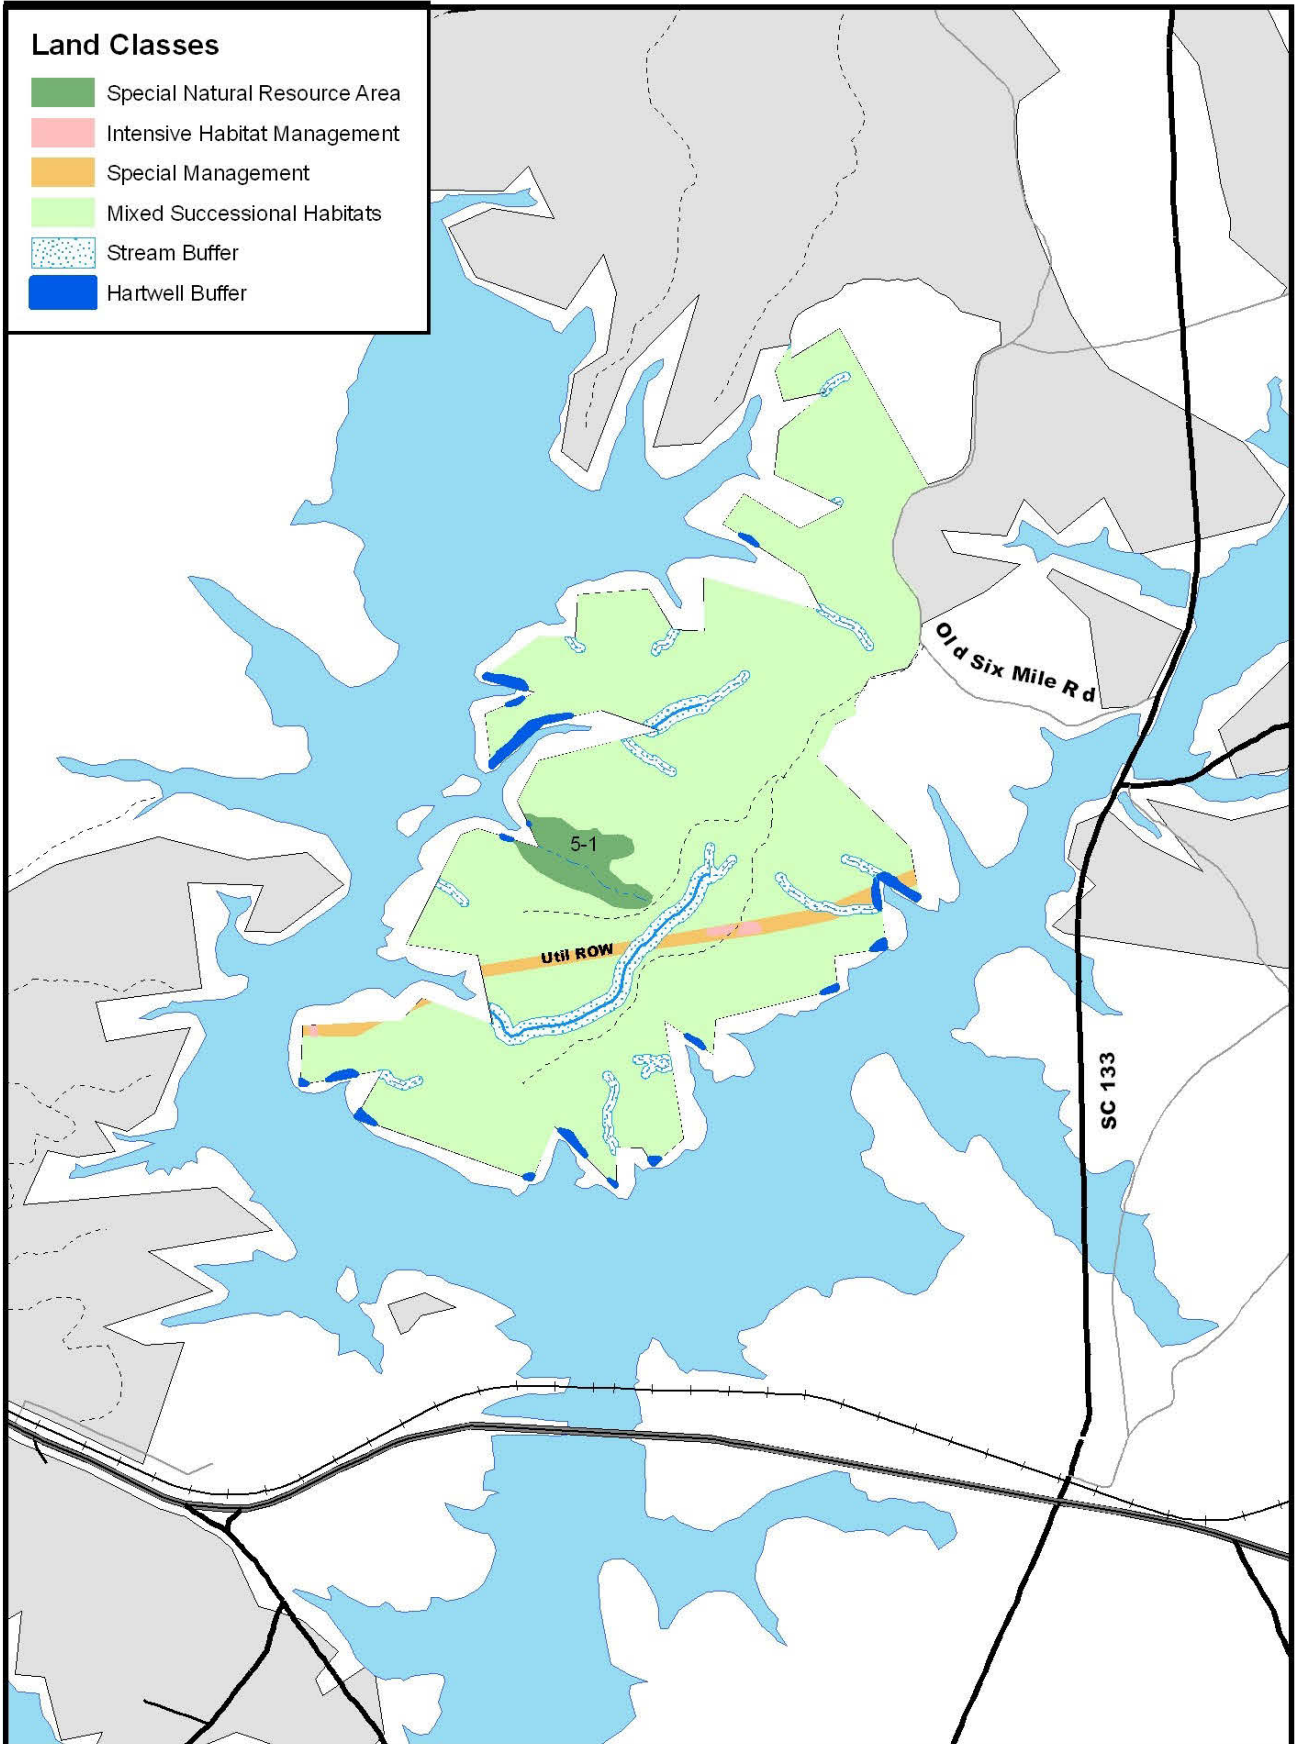 Land Classes
Special Natural Resource Area
Intensive Habitat Management
Special Management
Mixed Successional Habitats
Stream Buffer
Hartwell Buffer
Old Six Mile Rd
5-1
Util ROW
SC 133